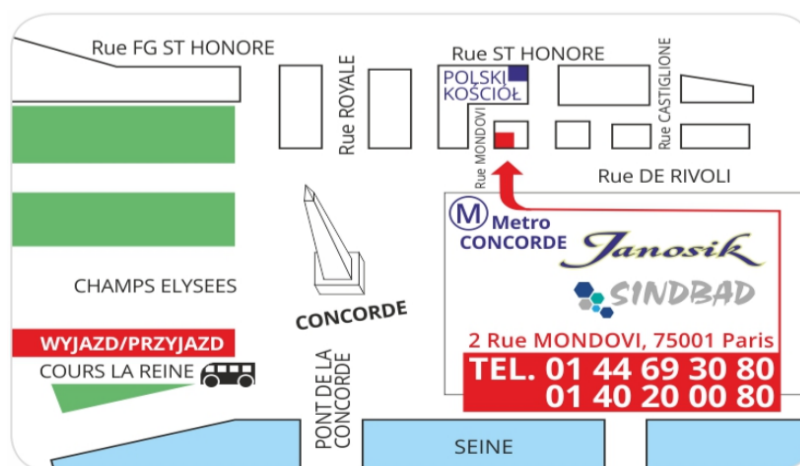 Rue FG ST HONORE
Rue ROYALE
Rue ST HONORE
POLSKI
KOŚCIÓŁ
Rue MONDOVI
Rue CASTIGLIONE
Rue DE RIVOLI
M Metro
CONCORDE
Janosik
SINDBAD
CHAMPS ELYSEES
CONCORDE
WYJAZD/PRZYJAZD
COURS LA REINE
2 Rue MONDOVI, 75001 Paris
TEL. 01 44 69 30 80
01 40 20 00 80
PONT DE LA
CONCORDE
SEINE